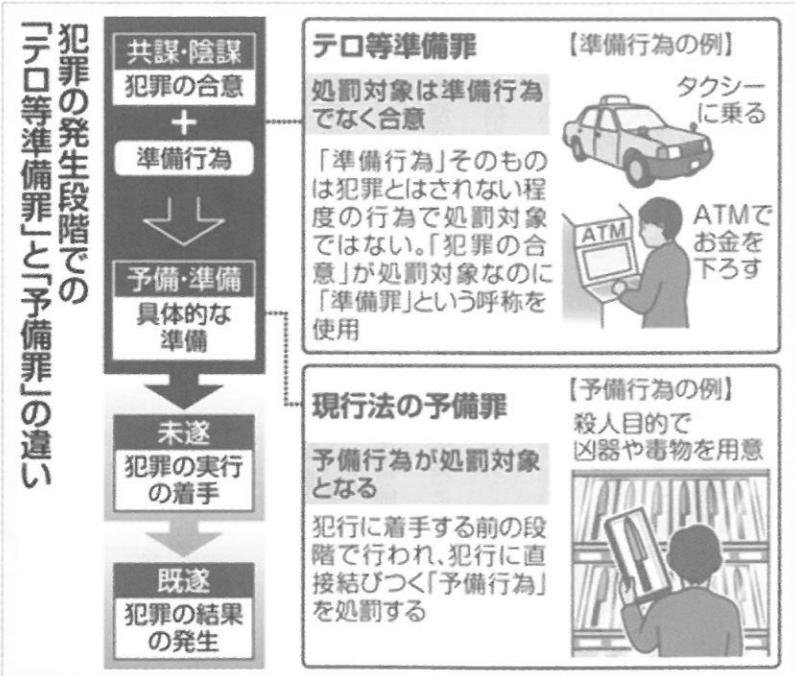 犯罪の発生段階での
「テロ等準備罪」と「予備罪」の違い
共謀・陰謀
犯罪の合意
+
準備行為
予備・準備
具体的な
準備
未遂
犯罪の実行
の着手
既遂
犯罪の結果
の発生
テロ等準備罪
処罰対象は準備行為
でなく合意
「準備行為」そのもの
は犯罪とはされない程
度の行為で処罰対象
ではない。「犯罪の合
意」が処罰対象なのに
「準備罪」という呼称を
使用
【準備行為の例】
タクシー
に乗る
ATM
ATMで
お金を
下ろす
現行法の予備罪
予備行為が処罰対象
となる
犯行に着手する前の段
階で行われ、犯行に直
接結びつく「予備行為」
を処罰する
【予備行為の例】
殺人目的で
凶器や毒物を用意